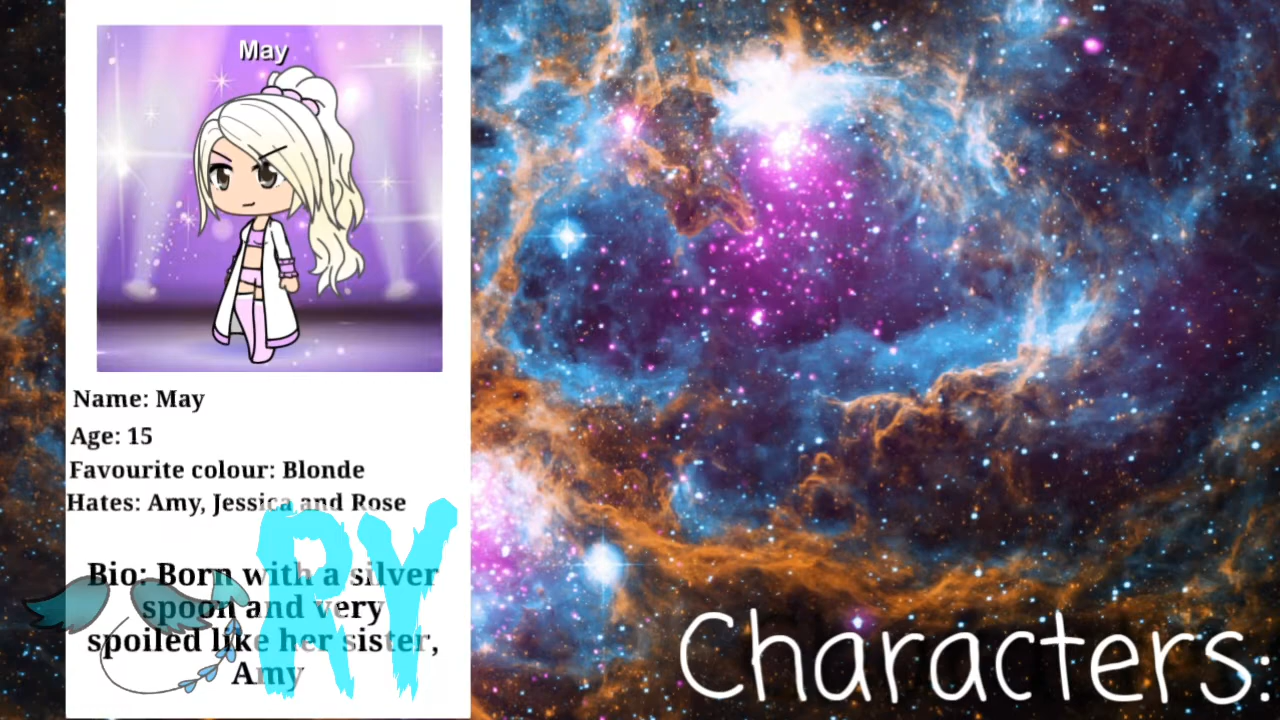 May
Name: May
Age: 15
Favourite colour: Blonde
Hates: Amy, Jessica and Rose
Bio: Born with a silver
spoon and very
spoiled like her sister,
Amy
RY
Characters: